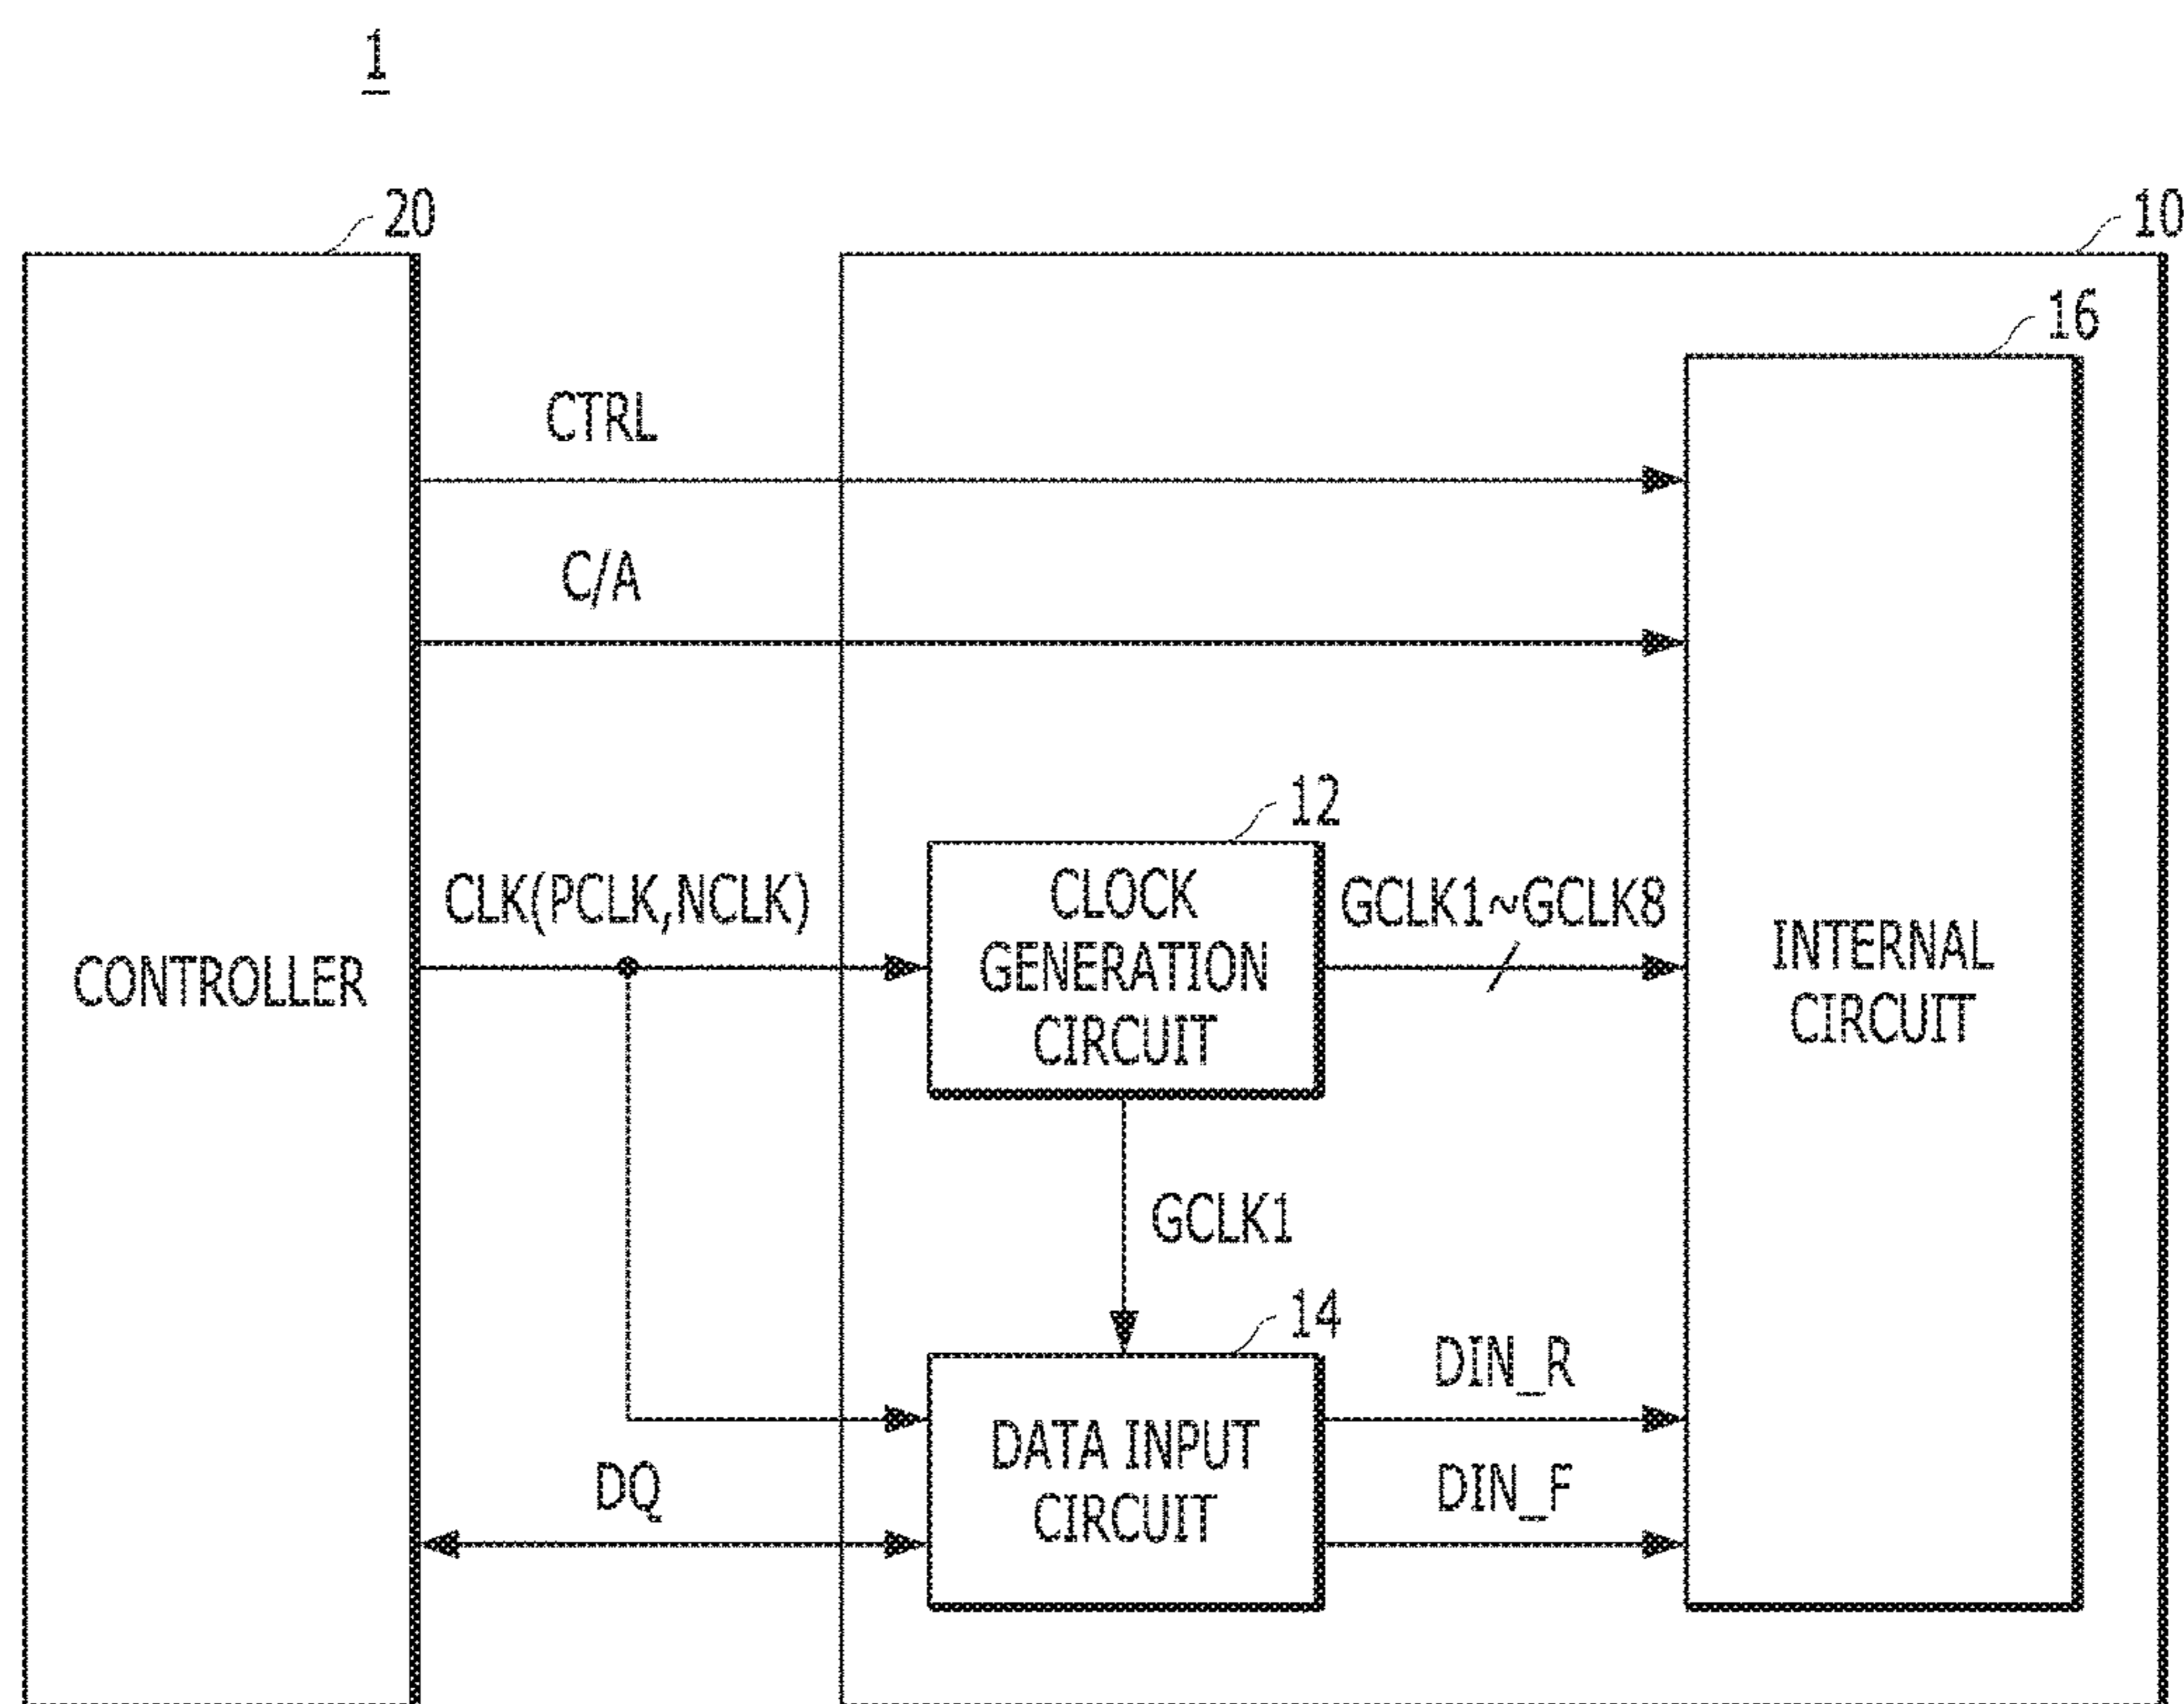 1
20
10
16
CTRL
C/A
12
CLK(PCLK,NCLK)
CLOCK
GENERATION
CIRCUIT
GCLK1~GCLK8
CONTROLLER
INTERNAL
CIRCUIT
GCLK1
14
DIN_R
DATA INPUT
CIRCUIT
DQ
DIN_F